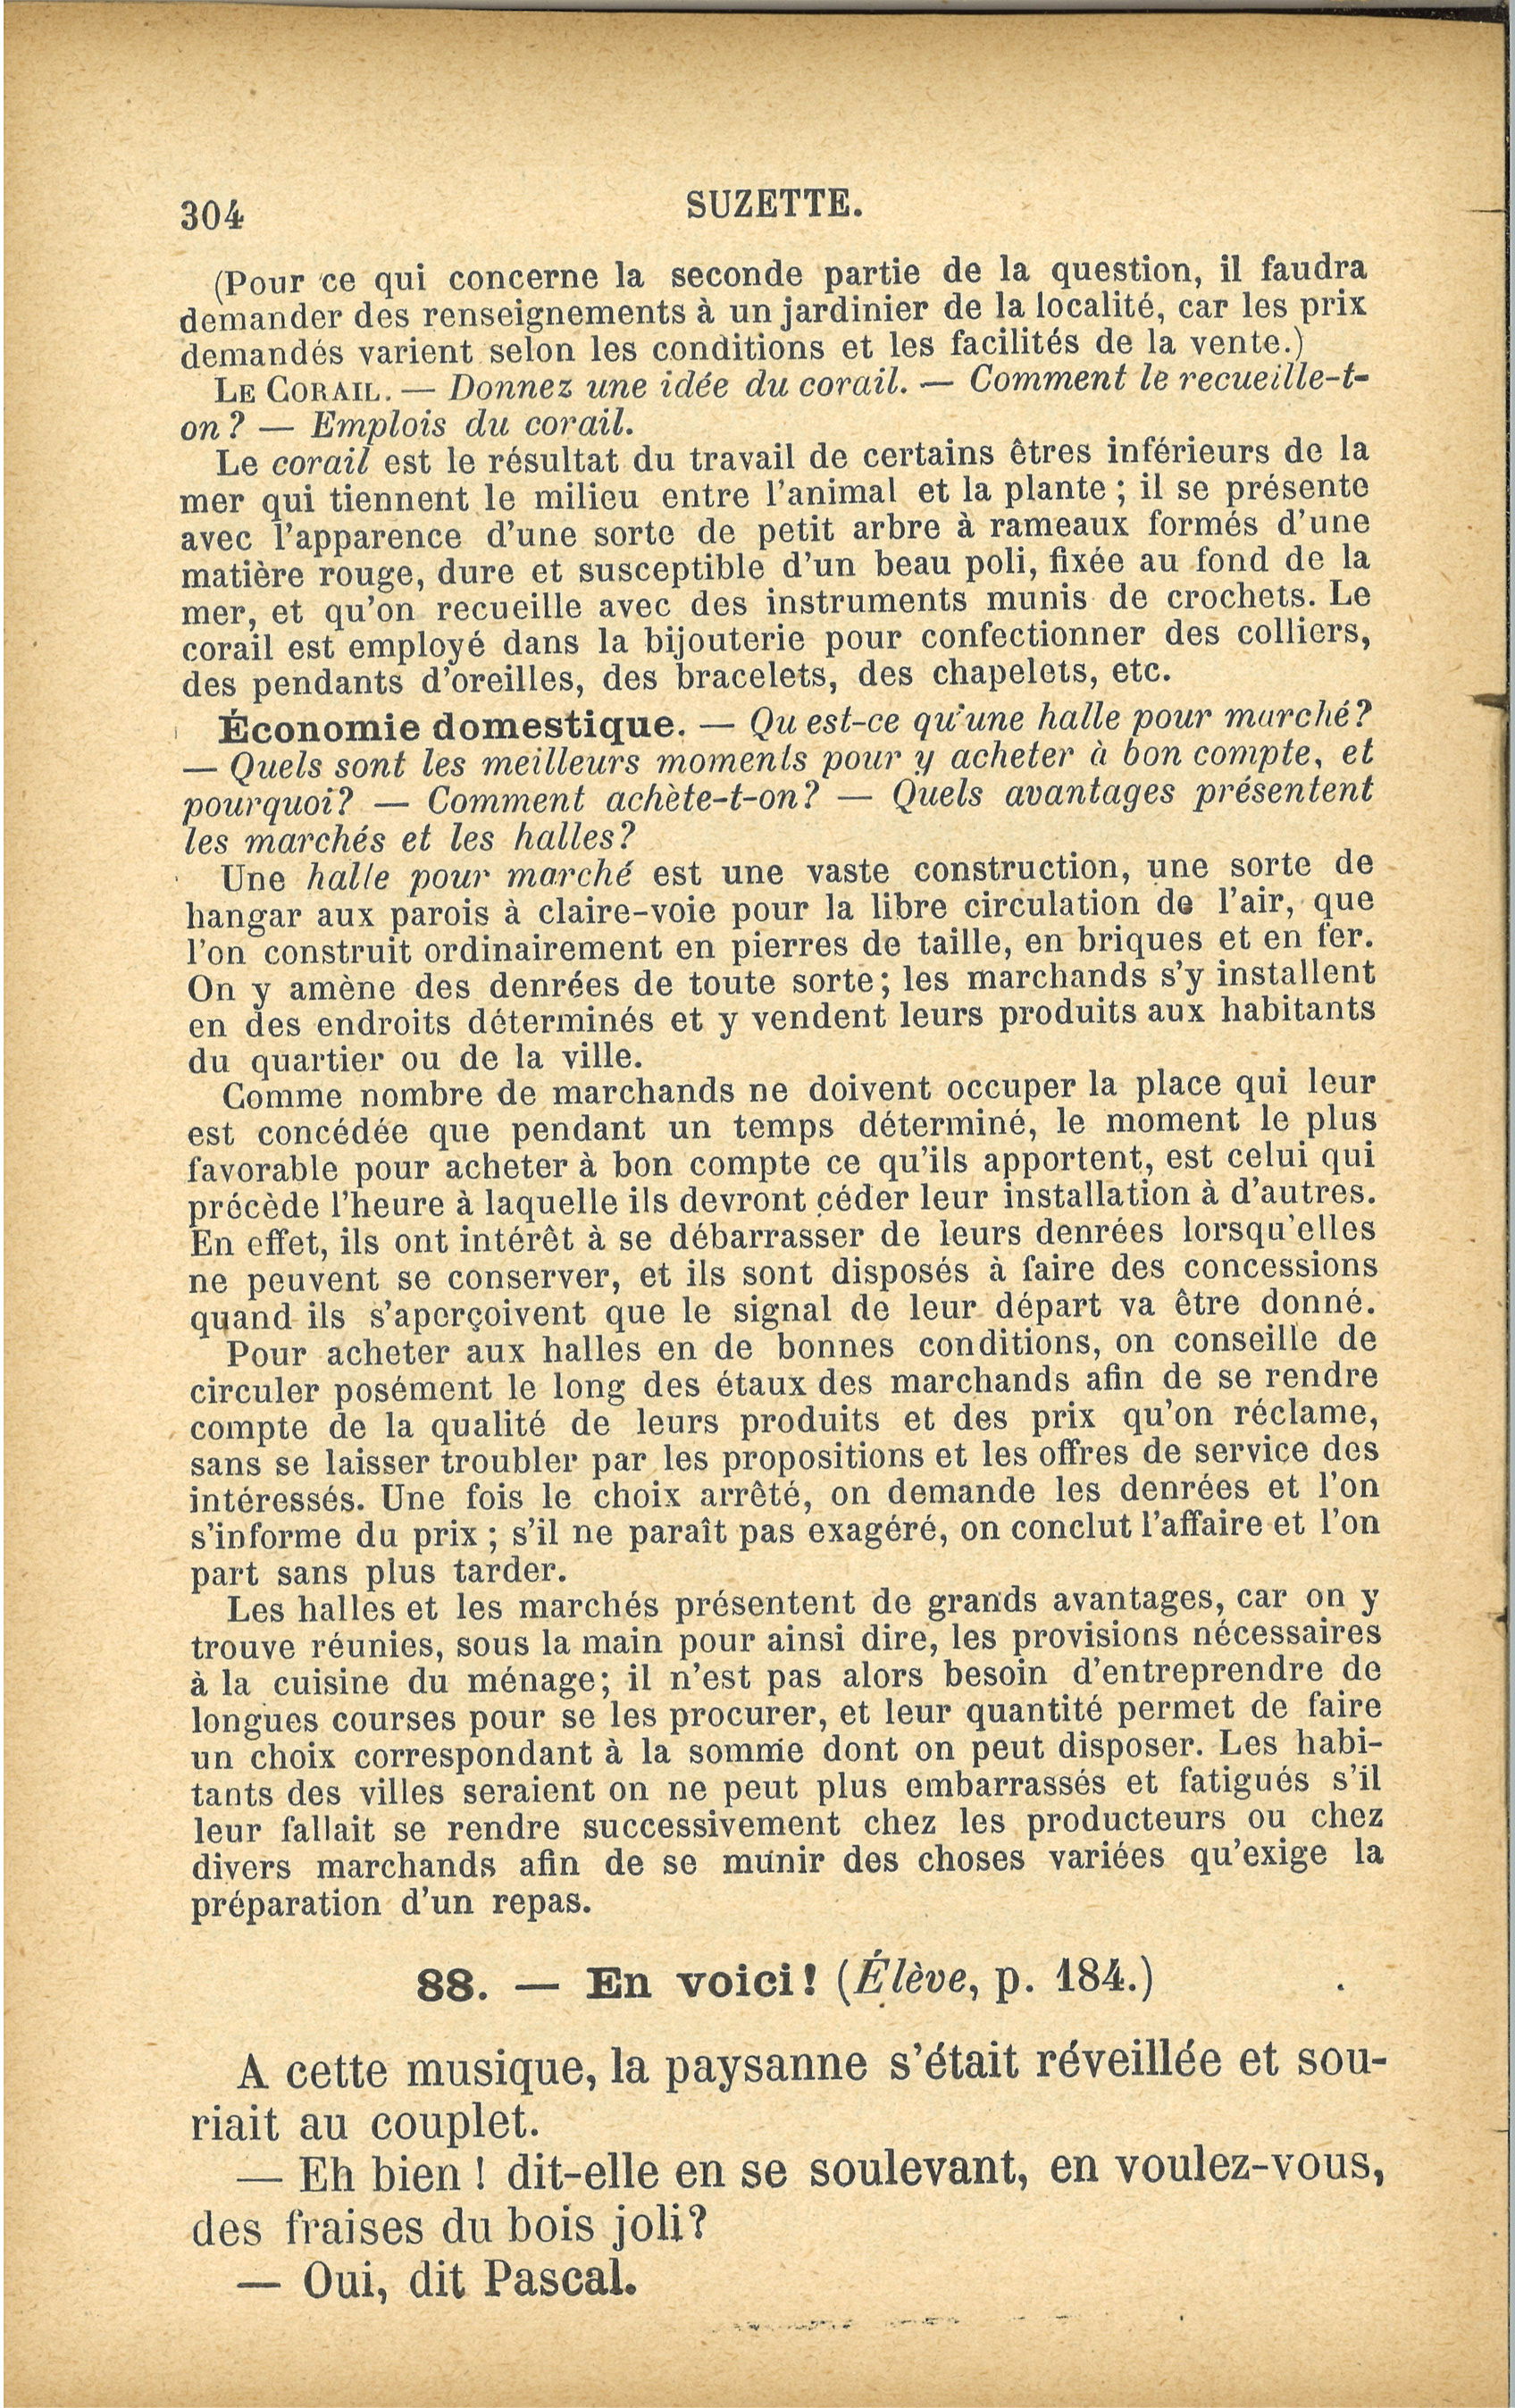 304
SUZETTE.
(Pour ce qui concerne la seconde partie de la question, il faudra
demander des renseignements à un jardinier de la localité, car les prix
demandés varient selon les conditions et les facilités de la vente.)
LE CORAIL. — Donnez une idée du corail. — Comment le recueille-t-
on ? — Emplois du corail.
Le corail est le résultat du travail de certains êtres inférieurs de la
mer qui tiennent le milieu entre l'animal et la plante ; il se présente
avec l'apparence d'une sorte de petit arbre à rameaux formés d'une
matière rouge, dure et susceptible d'un beau poli, fixée au fond de la
mer, et qu'on recueille avec des instruments munis de crochets. Le
corail est employé dans la bijouterie pour confectionner des colliers,
des pendants d'oreilles, des bracelets, des chapelets, etc.
Économie domestique. — Qu est-ce qu'une halle pour marché ?
— Quels sont les meilleurs moments pour y acheter à bon compte, et
pourquoi ? — Comment achète-t-on ? — Quels avantages présentent
les marchés et les halles ?
Une halle pour marché est une vaste construction, une sorte de
hangar aux parois à claire-voie pour la libre circulation de l'air, que
l'on construit ordinairement en pierres de taille, en briques et en fer.
On y amène des denrées de toute sorte ; les marchands s'y installent
en des endroits déterminés et y vendent leurs produits aux habitants
du quartier ou de la ville.
Comme nombre de marchands ne doivent occuper la place qui leur
est concédée que pendant un temps déterminé, le moment le plus
favorable pour acheter à bon compte ce qu'ils apportent, est celui qui
précède l'heure à laquelle ils devront céder leur installation à d'autres.
En effet, ils ont intérêt à se débarrasser de leurs denrées lorsqu'elles
ne peuvent se conserver, et ils sont disposés à faire des concessions
quand ils s'aperçoivent que le signal de leur départ va être donné.
Pour acheter aux halles en de bonnes conditions, on conseille de
circuler posément le long des étaux des marchands afin de se rendre
compte de la qualité de leurs produits et des prix qu'on réclame,
sans se laisser troubler par les propositions et les offres de service des
intéressés. Une fois le choix arrêté, on demande les denrées et l'on
s'informe du prix ; s'il ne paraît pas exagéré, on conclut l'affaire et l'on
part sans plus tarder.
Les halles et les marchés présentent de grands avantages, car on y
trouve réunies, sous la main pour ainsi dire, les provisions nécessaires
à la cuisine du ménage ; il n'est pas alors besoin d'entreprendre de
longues courses pour se les procurer, et leur quantité permet de faire
un choix correspondant à la somme dont on peut disposer. Les habi-
tants des villes seraient on ne peut plus embarrassés et fatigués s'il
leur fallait se rendre successivement chez les producteurs ou chez
divers marchands afin de se munir des choses variées qu'exige la
préparation d'un repas.
88. — En voici ! (Élève, p. 184.)
A cette musique, la paysanne s'était réveillée et sou-
riait au couplet.
— Eh bien ! dit-elle en se soulevant, en voulez-vous,
des fraises du bois joli ?
— Oui, dit Pascal.